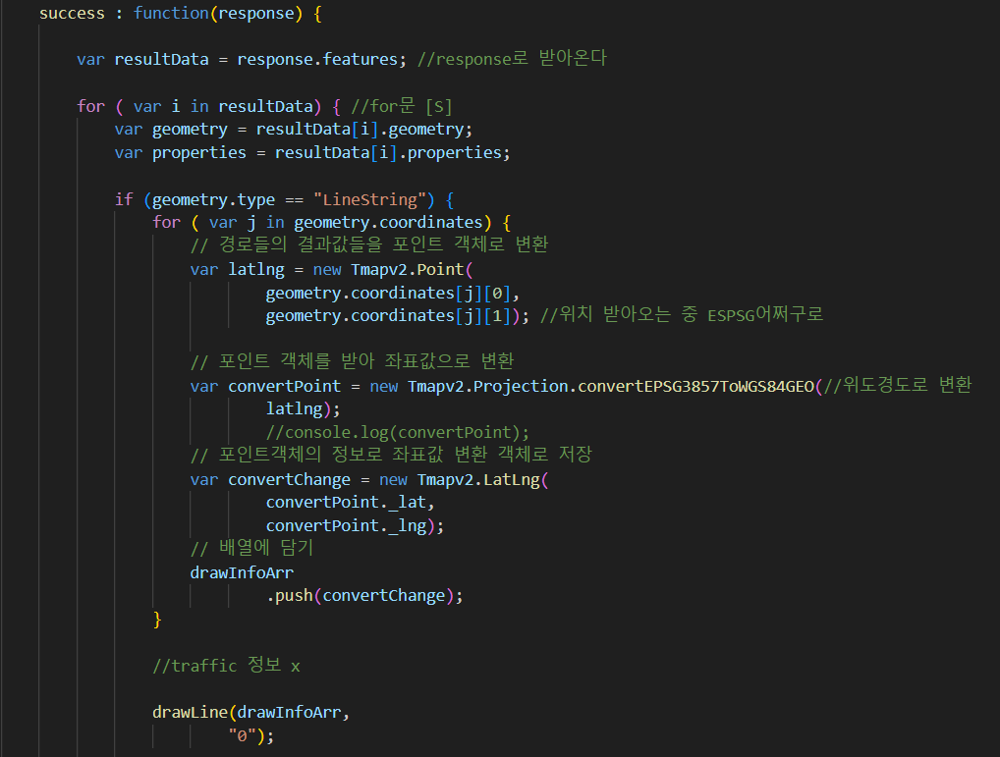 success : function(response) {
var resultData = response.features; //response로 받아온다
for ( var i in resultData) { //for문 [S]
var geometry = resultData[i].geometry;
var properties = resultData[i].properties;
if (geometry.type == "LineString") {
for ( var j in geometry.coordinates) {
// 경로들의 결과값들을 포인트 객체로 변환
var latlng = new Tmapv2.Point(
geometry.coordinates[j][0],
geometry.coordinates[j][1]); //위치 받아오는 중 ESPSG어쩌구로
// 포인트 객체를 받아 좌표값으로 변환
var convertPoint = new Tmapv2.Projection.convertEPSG3857ToWGS84GEO(//위도경도로 변환
latlng);
//console.log(convertPoint);
// 포인트객체의 정보로 좌표값 변환 객체로 저장
var convertChange = new Tmapv2.LatLng(
convertPoint._lat,
convertPoint._lng);
// 배열에 담기
drawInfoArr
.push(convertChange);
}
//traffic 정보 x
drawLine(drawInfoArr,
"0");